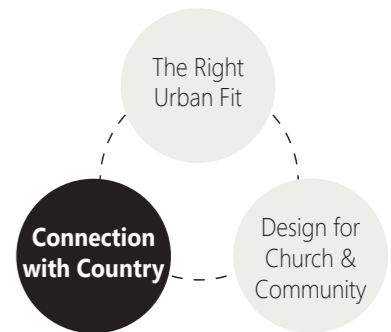 The Right
Urban Fit
Connection
with Country
Design for
Church &
Community